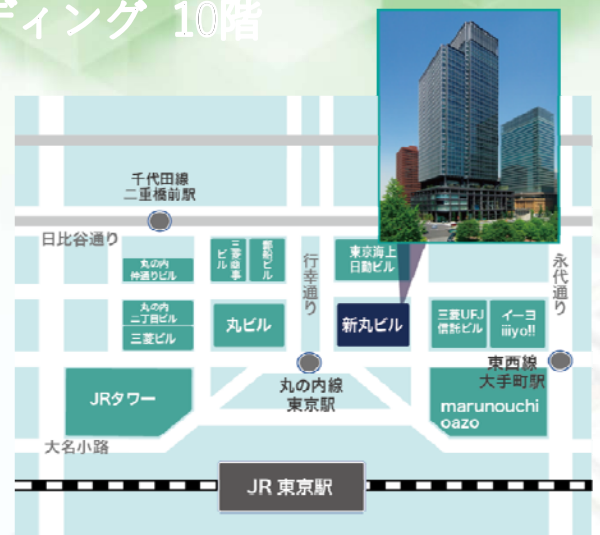 ディング 10階
千代田線
二重橋前駅
日比谷通り
丸の内
仲通りビル
三菱商事
ビル
郵船ビル
行幸通り
東京海上
日動ビル
永代通り
丸の内
二丁目ビル
三菱ビル
丸ビル
新丸ビル
三菱UFJ
信託ビル
イーヨ
iiiyo!!
東西線
大手町駅
丸の内線
東京駅
JRタワー
marunouchi
oazo
大名小路
JR 東京駅